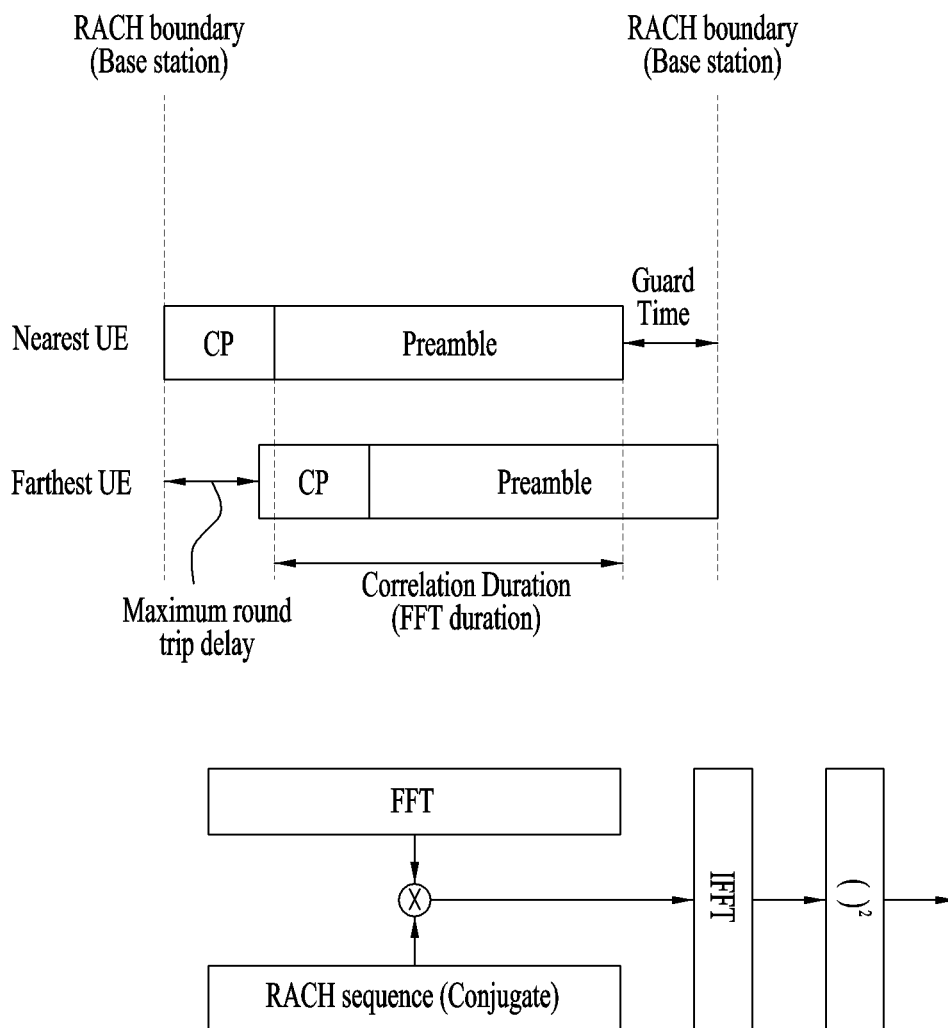 RACH boundary
(Base station)
RACH boundary
(Base station)
Guard
Time
Nearest UE
CP
Preamble
Farthest UE
CP
Preamble
Correlation Duration
(FFT duration)
Maximum round
trip delay
FFT
X
IFFT
( )²
RACH sequence (Conjugate)